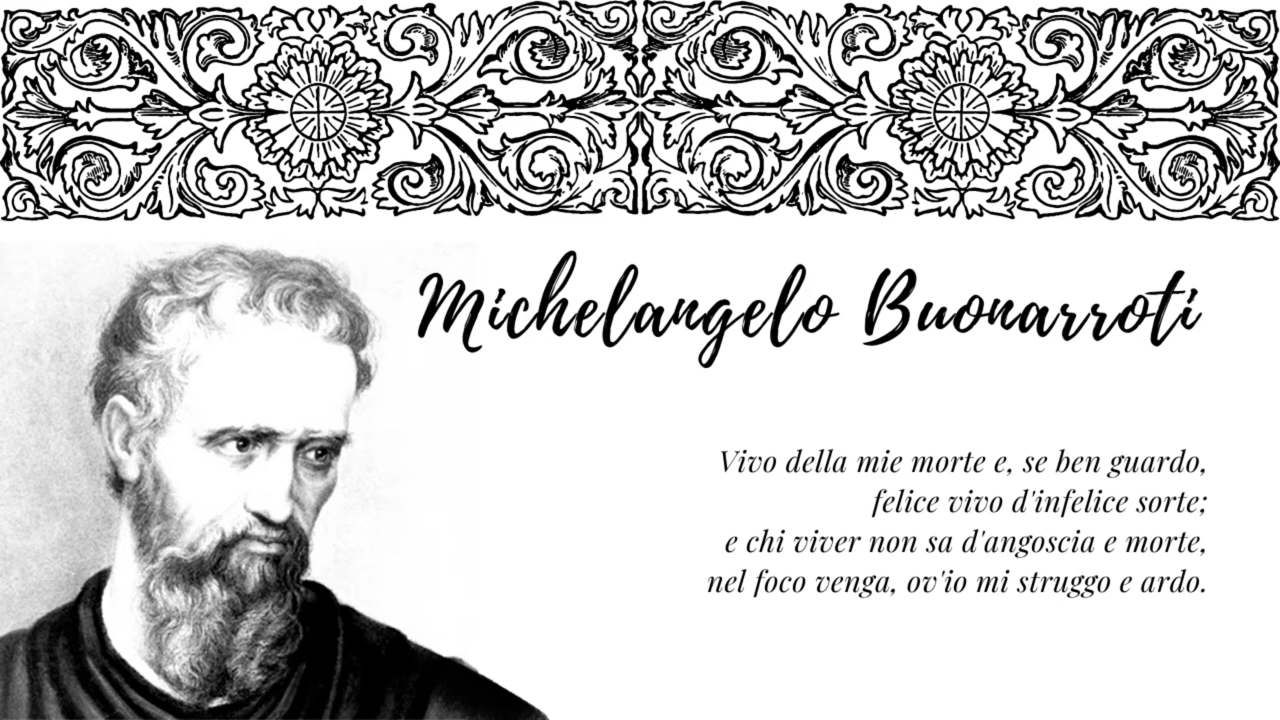 Michelangelo Buonarroti
Vivo della mie morte e, se ben guardo,
felice vivo d'infelice sorte;
e chi viver non sa d'angoscia e morte,
nel foco venga, ov'io mi struggo e ardo.